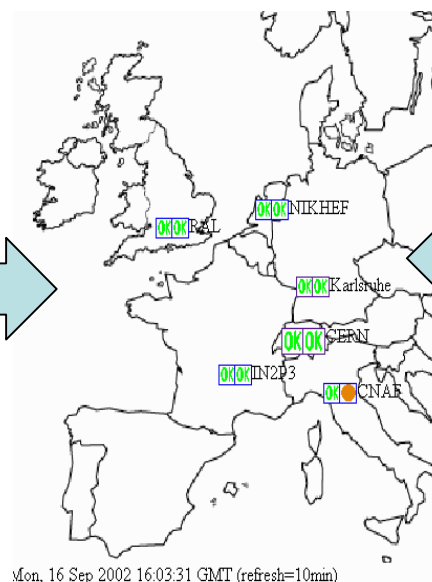 OK OK NIKHEF
OK OK RAL
OK OK Karlsruhe
OK OK CERN
OK OK IN2P3
OK CNAF
Mon, 16 Sep 2002 16:03:31 GMT (refresh=10min)